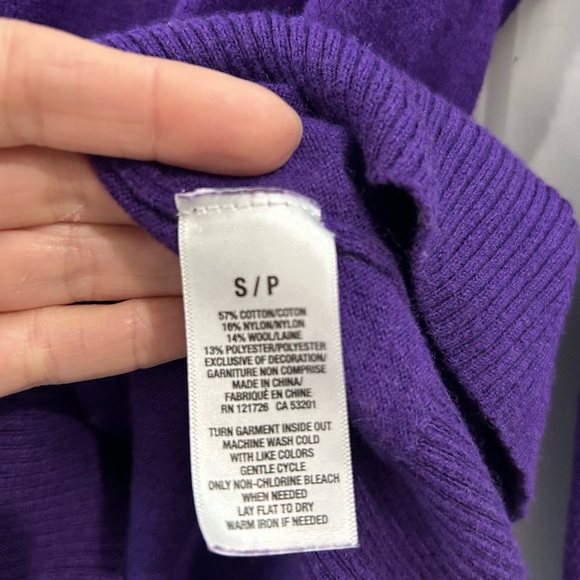 S / P
57% COTTON/COTON
16% NYLON/NYLON
14% WOOL/LAINE
13% POLYESTER/POLYESTER
EXCLUSIVE OF DECORATION/
GARNITURE NON COMPRISE
MADE IN CHINA/
FABRIQUÉ EN CHINE
RN 121726 CA 53201
TURN GARMENT INSIDE OUT
MACHINE WASH COLD
WITH LIKE COLORS
GENTLE CYCLE
ONLY NON-CHLORINE BLEACH
WHEN NEEDED
LAY FLAT TO DRY
WARM IRON IF NEEDED